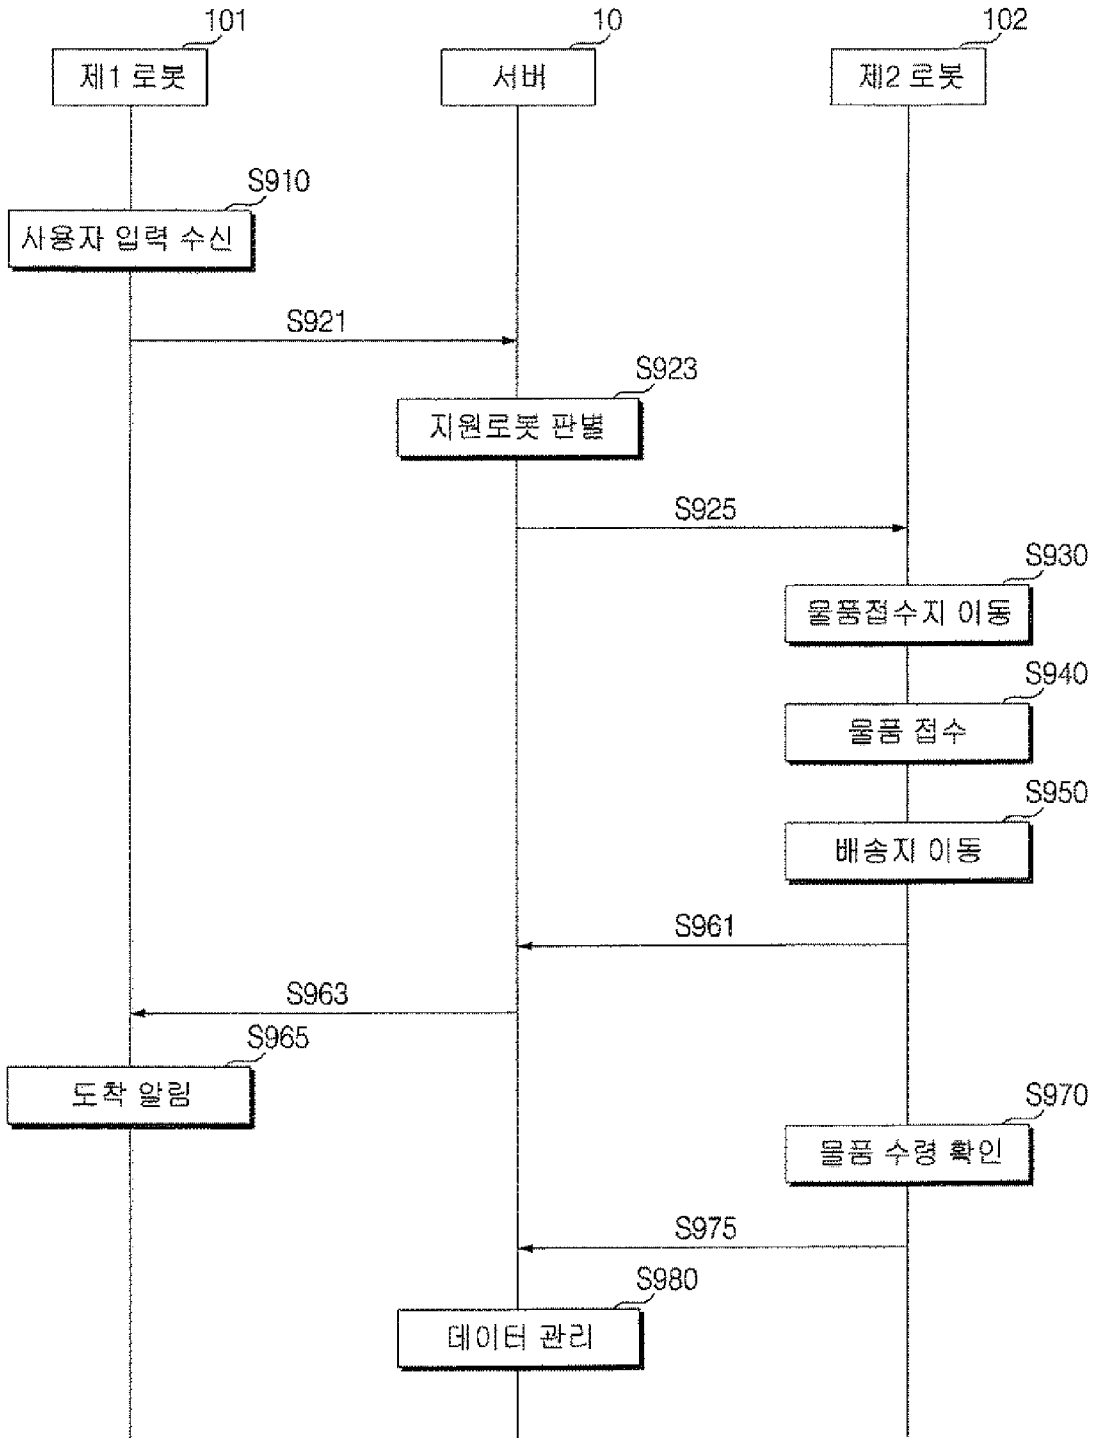 101
10
102
제1 로봇
서버
제2 로봇
S910
사용자 입력 수신
S921
S923
지원로봇 판별
S925
S930
물품접수지 이동
S940
물품 접수
S950
배송지 이동
S961
S963
S965
도착 알림
S970
물품 수령 확인
S975
S980
데이터 관리